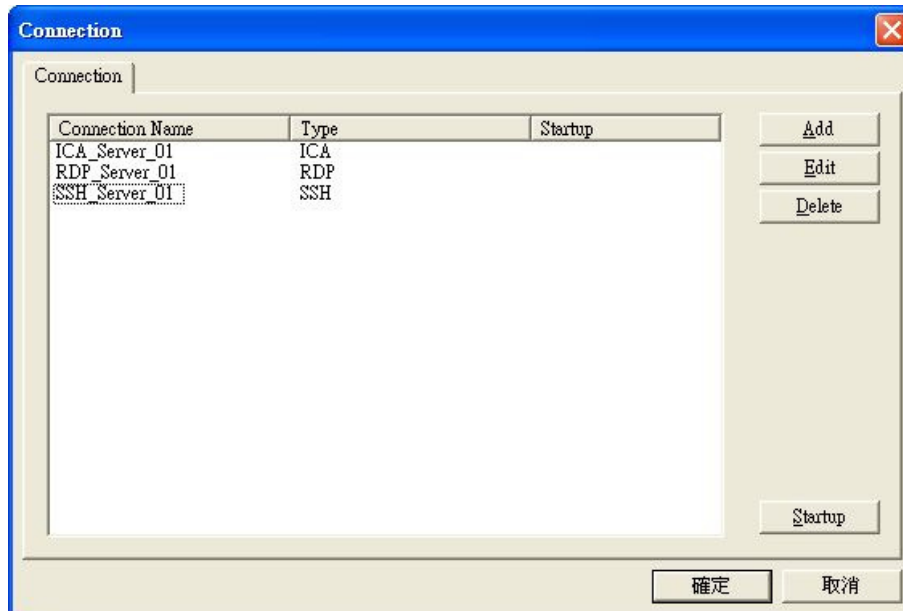 Connection
Connection
Connection Name Type Startup
ICA_Server_01 ICA
RDP_Server_01 RDP
SSH_Server_01 SSH
Add
Edit
Delete
Startup
確定 取消